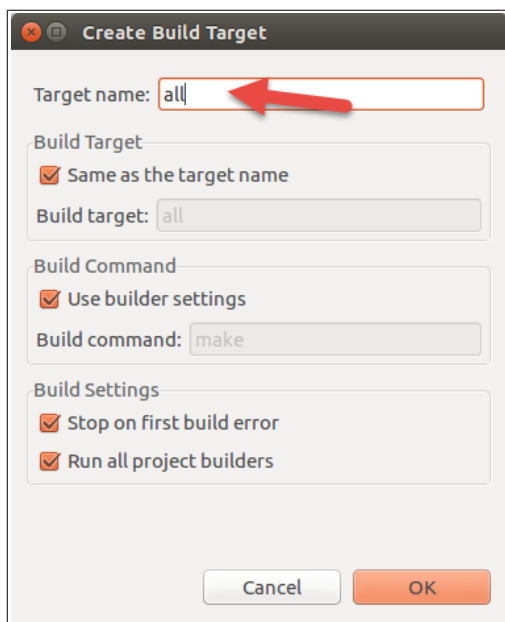 Create Build Target
Target name: all
Build Target
Same as the target name
Build target: all
Build Command
Use builder settings
Build command: make
Build Settings
Stop on first build error
Run all project builders
Cancel OK